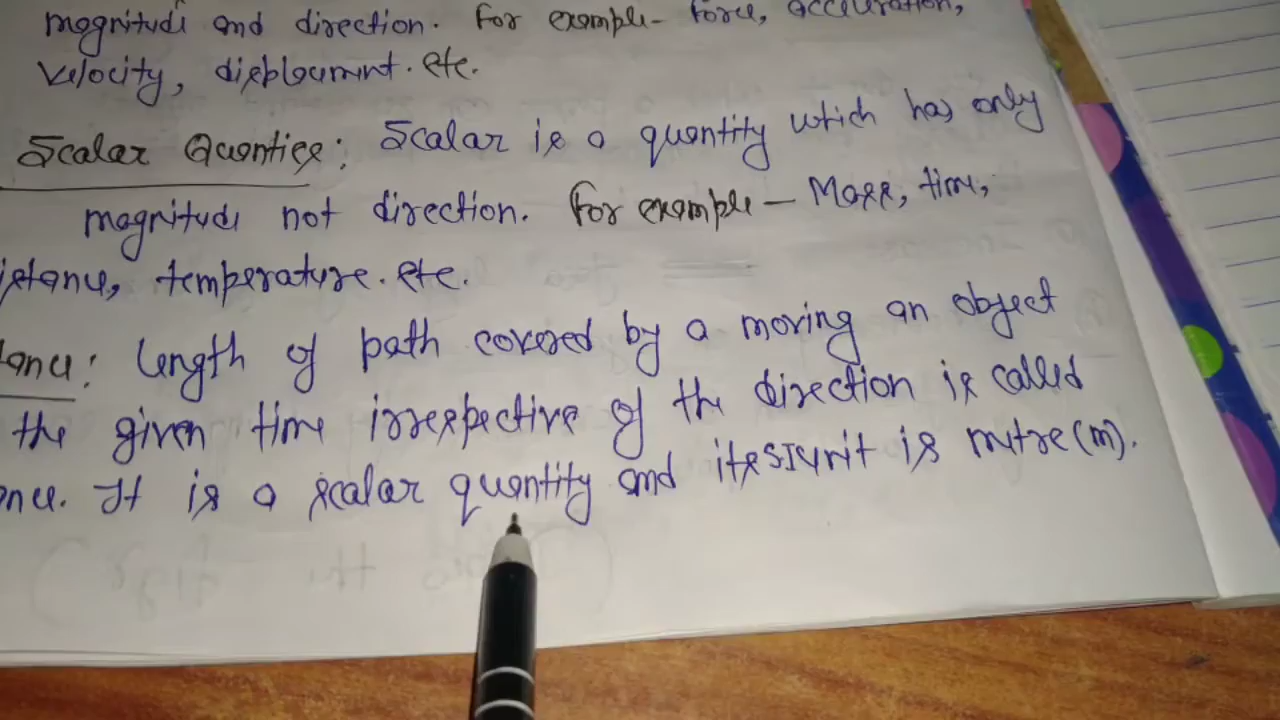 magnitude and direction. For example- force, acceleration,
velocity, displacement. etc.
Scalar Quanties: Scalar is a quantity which has only
magnitude not direction. For example - Mass, time,
istance, temperature. etc.
tance: Length of path covered by a moving an object
the given time irrespective of the direction is called
ance. It is a scalar quantity and its SI unit is metre (m).